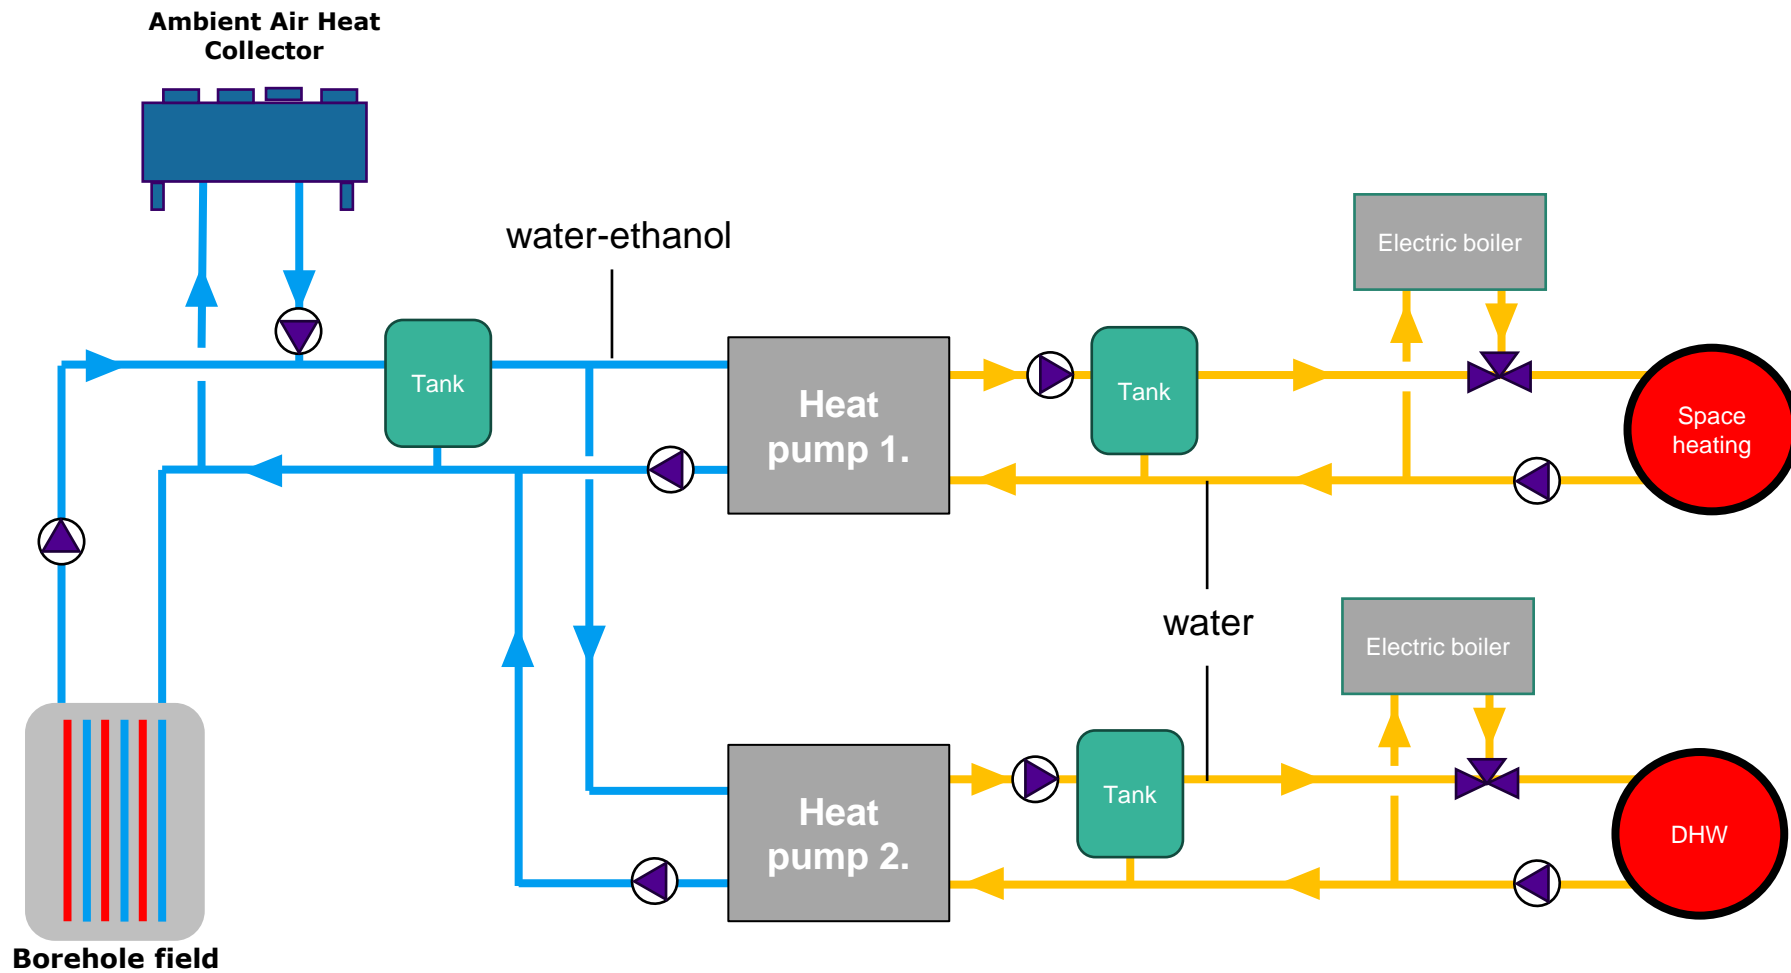 Ambient Air Heat
Collector
water-ethanol
Electric boiler
Tank
Heat
pump 1.
Tank
Space
heating
water
Electric boiler
Heat
pump 2.
Tank
DHW
Borehole field